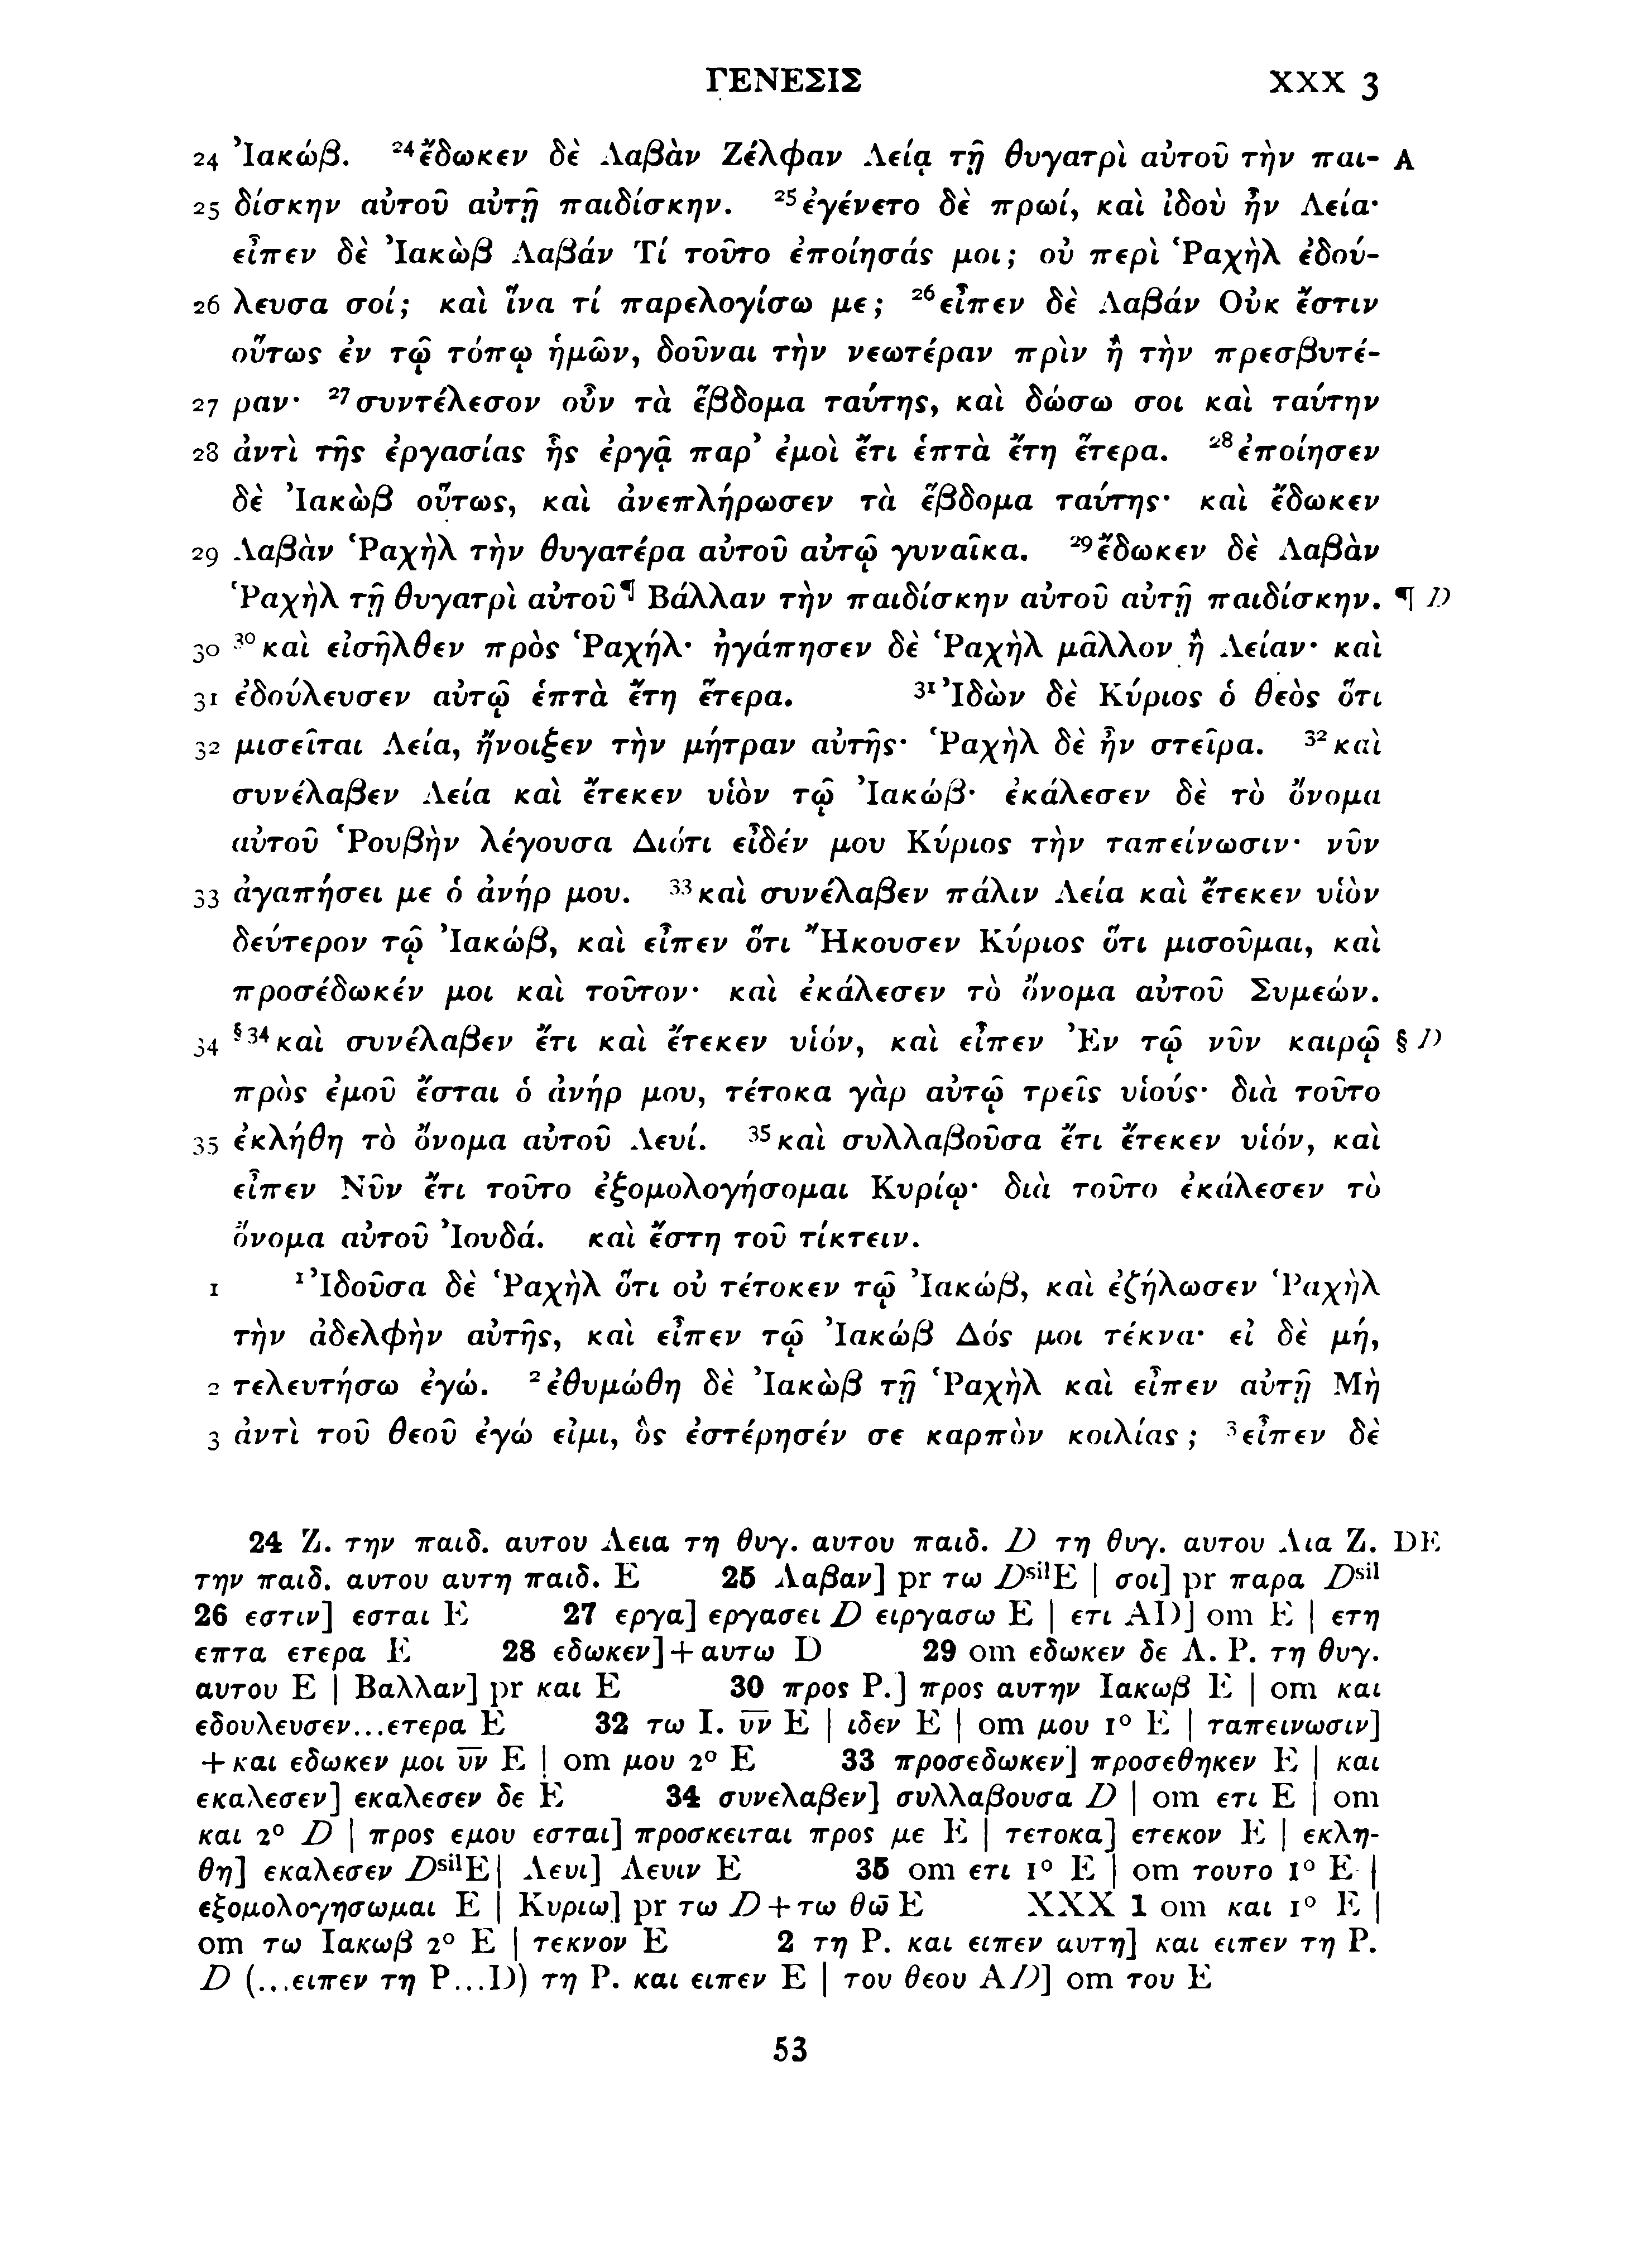 ΓΕΝΕΣΙΣ XXX 3
24 Ἰακώβ. ²⁴ἔδωκεν δὲ Λαβὰν Ζέλφαν Λείᾳ τῇ θυγατρὶ αὐτοῦ τὴν παι- A
25 δίσκην αὐτοῦ αὐτῇ παιδίσκην. ²⁵ἐγένετο δὲ πρωί, καὶ ἰδοὺ ἦν Λεία·
εἶπεν δὲ Ἰακὼβ Λαβάν Τί τοῦτο ἐποίησάς μοι; οὐ περὶ Ῥαχὴλ ἐδού-
26 λευσα σοί; καὶ ἵνα τί παρελογίσω με; ²⁶εἶπεν δὲ Λαβάν Οὐκ ἔστιν
οὕτως ἐν τῷ τόπῳ ἡμῶν, δοῦναι τὴν νεωτέραν πρὶν ἢ τὴν πρεσβυτέ-
27 ραν· ²⁷συντέλεσον οὖν τὰ ἕβδομα ταύτης, καὶ δώσω σοι καὶ ταύτην
28 ἀντὶ τῆς ἐργασίας ἧς ἐργᾷ παρ’ ἐμοὶ ἔτι ἑπτὰ ἔτη ἕτερα. ²⁸ἐποίησεν
δὲ Ἰακὼβ οὕτως, καὶ ἀνεπλήρωσεν τὰ ἕβδομα ταύτης· καὶ ἔδωκεν
29 Λαβὰν Ῥαχὴλ τὴν θυγατέρα αὐτοῦ αὐτῷ γυναῖκα. ²⁹ἔδωκεν δὲ Λαβὰν
Ῥαχὴλ τῇ θυγατρὶ αὐτοῦ¶ Βάλλαν τὴν παιδίσκην αὐτοῦ αὐτῇ παιδίσκην. ¶ D
30 ³⁰καὶ εἰσῆλθεν πρὸς Ῥαχήλ· ἠγάπησεν δὲ Ῥαχὴλ μᾶλλον ἢ Λείαν· καὶ
31 ἐδούλευσεν αὐτῷ ἑπτὰ ἔτη ἕτερα. ³¹Ἰδὼν δὲ Κύριος ὁ θεὸς ὅτι
32 μισεῖται Λεία, ἤνοιξεν τὴν μήτραν αὐτῆς· Ῥαχὴλ δὲ ἦν στεῖρα. ³²καὶ
συνέλαβεν Λεία καὶ ἔτεκεν υἱὸν τῷ Ἰακώβ· ἐκάλεσεν δὲ τὸ ὄνομα
αὐτοῦ Ῥουβὴν λέγουσα Διότι εἶδέν μου Κύριος τὴν ταπείνωσιν· νῦν
33 ἀγαπήσει με ὁ ἀνήρ μου. ³³καὶ συνέλαβεν πάλιν Λεία καὶ ἔτεκεν υἱὸν
δεύτερον τῷ Ἰακώβ, καὶ εἶπεν ὅτι Ἤκουσεν Κύριος ὅτι μισοῦμαι, καὶ
προσέδωκέν μοι καὶ τοῦτον· καὶ ἐκάλεσεν τὸ ὄνομα αὐτοῦ Συμεών.
34 §³⁴καὶ συνέλαβεν ἔτι καὶ ἔτεκεν υἱόν, καὶ εἶπεν Ἐν τῷ νῦν καιρῷ § D
πρὸς ἐμοῦ ἔσται ὁ ἀνήρ μου, τέτοκα γὰρ αὐτῷ τρεῖς υἱούς· διὰ τοῦτο
35 ἐκλήθη τὸ ὄνομα αὐτοῦ Λευί. ³⁵καὶ συλλαβοῦσα ἔτι ἔτεκεν υἱόν, καὶ
εἶπεν Νῦν ἔτι τοῦτο ἐξομολογήσομαι Κυρίῳ· διὰ τοῦτο ἐκάλεσεν τὸ
ὄνομα αὐτοῦ Ἰουδά. καὶ ἔστη τοῦ τίκτειν.
1 ¹Ἰδοῦσα δὲ Ῥαχὴλ ὅτι οὐ τέτοκεν τῷ Ἰακώβ, καὶ ἐζήλωσεν Ῥαχὴλ
τὴν ἀδελφὴν αὐτῆς, καὶ εἶπεν τῷ Ἰακώβ Δός μοι τέκνα· εἰ δὲ μή,
2 τελευτήσω ἐγώ. ²ἐθυμώθη δὲ Ἰακὼβ τῇ Ῥαχὴλ καὶ εἶπεν αὐτῇ Μὴ
3 ἀντὶ τοῦ θεοῦ ἐγώ εἰμι, ὃς ἐστέρησέν σε καρπὸν κοιλίας; ³εἶπεν δὲ
24 Ζ. την παιδ. αυτου Λεια τη θυγ. αυτου παιδ. D τη θυγ. αυτου Λια Ζ. DE
την παιδ. αυτου αυτη παιδ. E 25 Λαβαν] pr τω DˢⁱˡE | σοι] pr παρα Dˢⁱˡ
26 εστιν] εσται E 27 εργα] εργασει D ειργασω E | ετι AD] om E | ετη
επτα ετερα E 28 εδωκεν]+αυτω D 29 om εδωκεν δε Λ. Ρ. τη θυγ.
αυτου E | Βαλλαν] pr και E 30 προς Ρ.] προς αυτην Ιακωβ E | om και
εδουλευσεν...ετερα E 32 τω Ι. ῡν̄ E | ιδεν E | om μου 1º E | ταπεινωσιν]
+και εδωκεν μοι ῡν̄ E | om μου 2º E 33 προσεδωκεν] προσεθηκεν E | και
εκαλεσεν] εκαλεσεν δε E 34 συνελαβεν] συλλαβουσα D | om ετι E | om
και 2º D | προς εμου εσται] προσκειται προς με E | τετοκα] ετεκον E | εκλη-
θη] εκαλεσεν DˢⁱˡE | Λευι] Λευιν E 35 om ετι 1º E | om τουτο 1º E |
εξομολογησωμαι E | Κυριω] pr τω D+τω θω̄ E XXX 1 om και 1º E |
om τω Ιακωβ 2º E | τεκνον E 2 τη Ρ. και ειπεν αυτη] και ειπεν τη Ρ.
D (...ειπεν τη Ρ...D) τη Ρ. και ειπεν E | του θεου AD] om του E
53